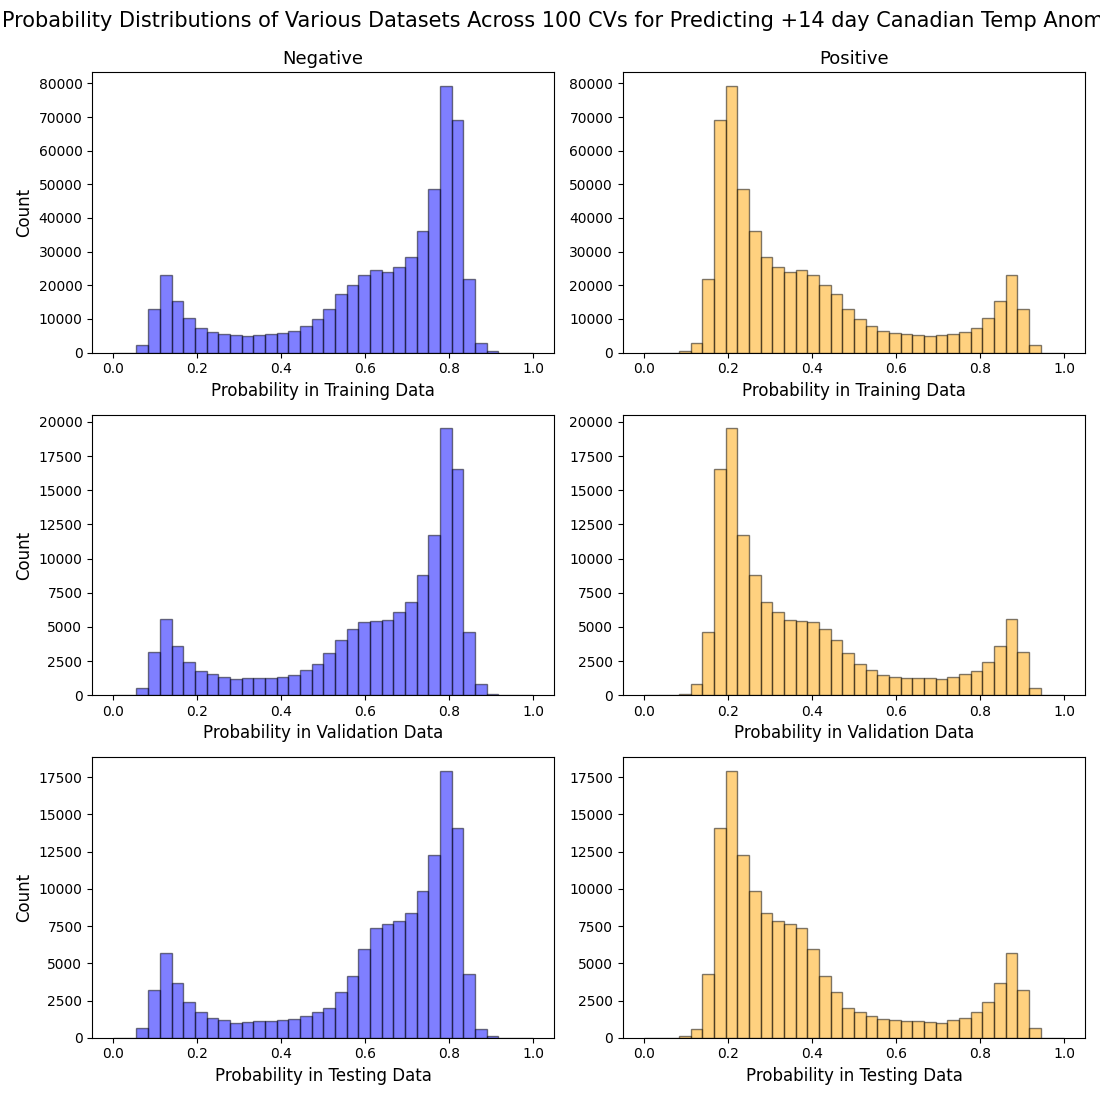 Probability Distributions of Various Datasets Across 100 CVs for Predicting +14 day Canadian Temp Anom
Negative
Positive
80000
70000
60000
50000
40000
30000
20000
10000
0
Count
0.0 0.2 0.4 0.6 0.8 1.0
Probability in Training Data
80000
70000
60000
50000
40000
30000
20000
10000
0
0.0 0.2 0.4 0.6 0.8 1.0
Probability in Training Data
20000
17500
15000
12500
10000
7500
5000
2500
0
Count
0.0 0.2 0.4 0.6 0.8 1.0
Probability in Validation Data
20000
17500
15000
12500
10000
7500
5000
2500
0
0.0 0.2 0.4 0.6 0.8 1.0
Probability in Validation Data
17500
15000
12500
10000
7500
5000
2500
0
Count
0.0 0.2 0.4 0.6 0.8 1.0
Probability in Testing Data
17500
15000
12500
10000
7500
5000
2500
0
0.0 0.2 0.4 0.6 0.8 1.0
Probability in Testing Data